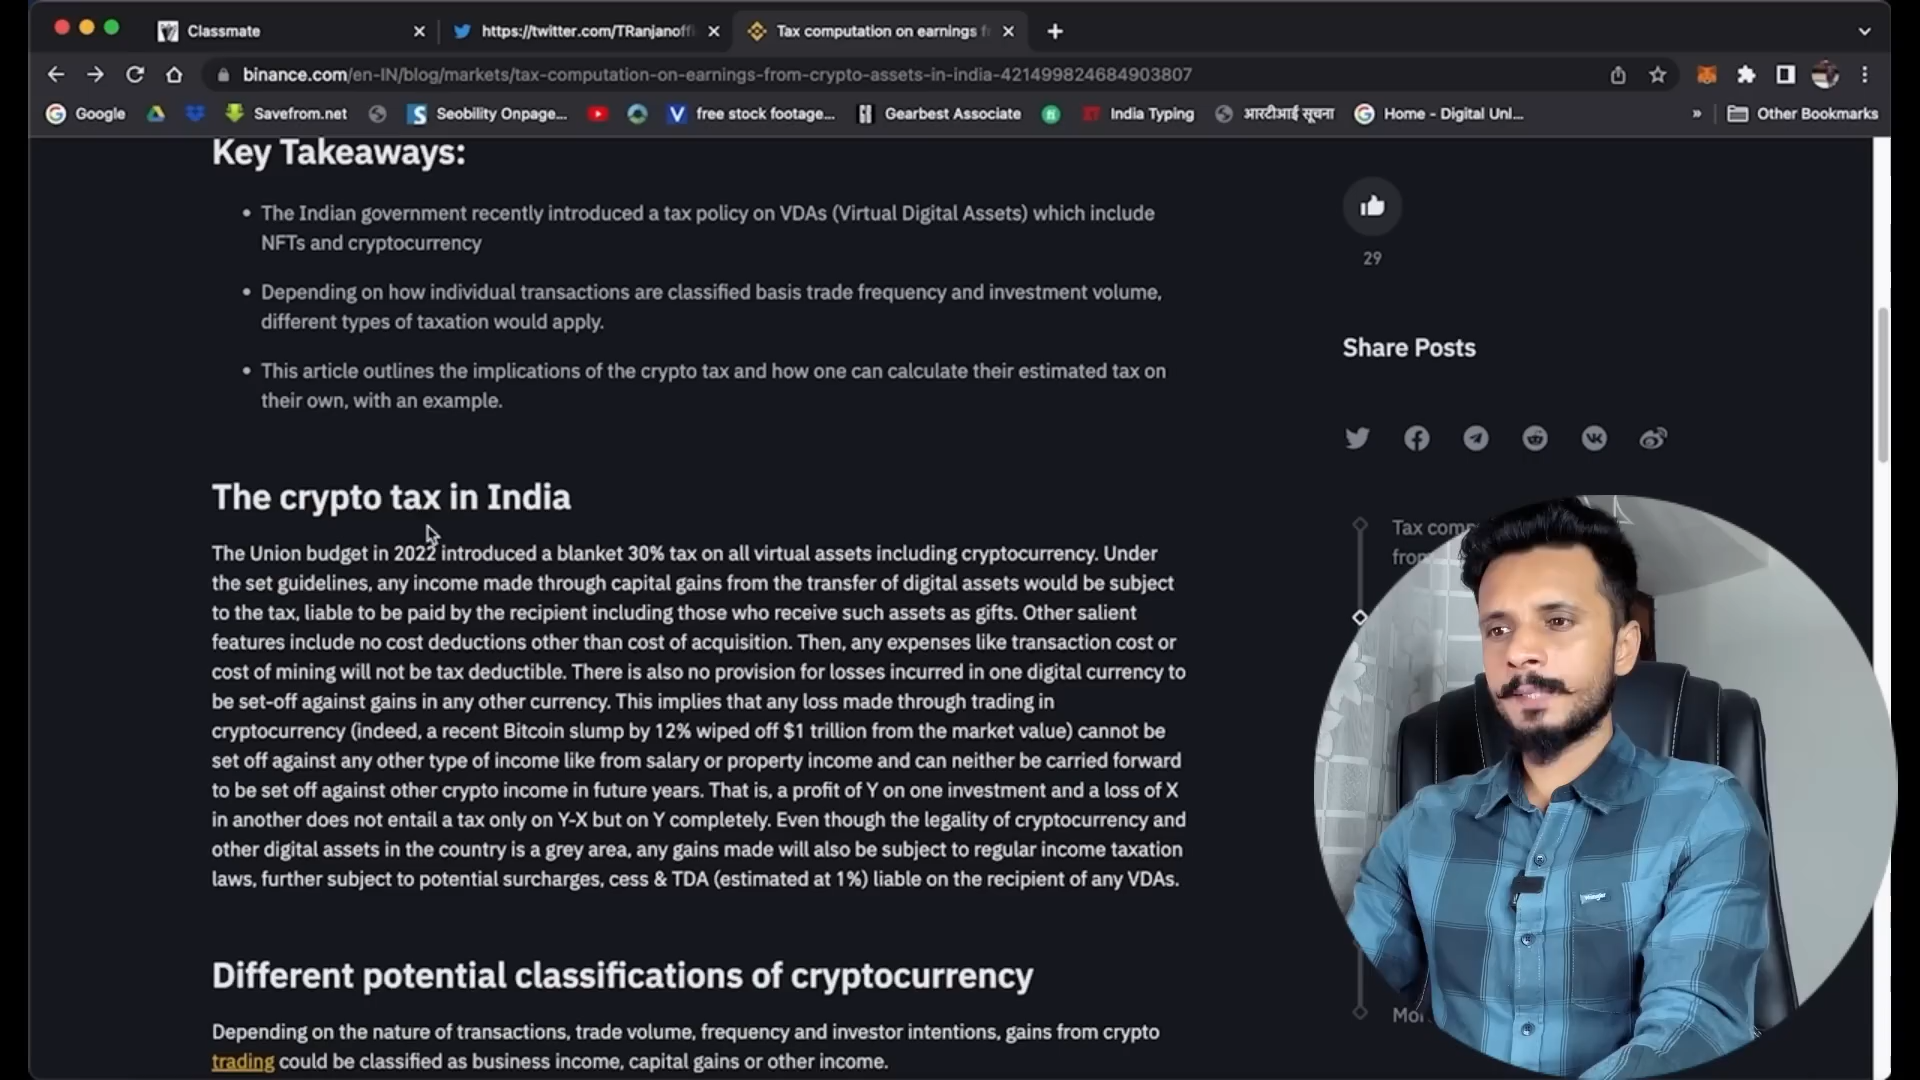 Classmate
https://twitter.com/TRanjanoffi
Tax computation on earnings f
binance.com/en-IN/blog/markets/tax-computation-on-earnings-from-crypto-assets-in-india-421499824684903807
Google
Savefrom.net
Seobility Onpage...
free stock footage...
Gearbest Associate
India Typing
आरटीआई सूचना
Home - Digital Unl...
»
Other Bookmarks
Key Takeaways:
• The Indian government recently introduced a tax policy on VDAs (Virtual Digital Assets) which include
NFTs and cryptocurrency
• Depending on how individual transactions are classified basis trade frequency and investment volume,
different types of taxation would apply.
• This article outlines the implications of the crypto tax and how one can calculate their estimated tax on
their own, with an example.
The crypto tax in India
The Union budget in 2022 introduced a blanket 30% tax on all virtual assets including cryptocurrency. Under
the set guidelines, any income made through capital gains from the transfer of digital assets would be subject
to the tax, liable to be paid by the recipient including those who receive such assets as gifts. Other salient
features include no cost deductions other than cost of acquisition. Then, any expenses like transaction cost or
cost of mining will not be tax deductible. There is also no provision for losses incurred in one digital currency to
be set-off against gains in any other currency. This implies that any loss made through trading in
cryptocurrency (indeed, a recent Bitcoin slump by 12% wiped off $1 trillion from the market value) cannot be
set off against any other type of income like from salary or property income and can neither be carried forward
to be set off against other crypto income in future years. That is, a profit of Y on one investment and a loss of X
in another does not entail a tax only on Y-X but on Y completely. Even though the legality of cryptocurrency and
other digital assets in the country is a grey area, any gains made will also be subject to regular income taxation
laws, further subject to potential surcharges, cess & TDA (estimated at 1%) liable on the recipient of any VDAs.
Different potential classifications of cryptocurrency
Depending on the nature of transactions, trade volume, frequency and investor intentions, gains from crypto
trading could be classified as business income, capital gains or other income.
29
Share Posts
Tax com
from
Mor
Wrangler